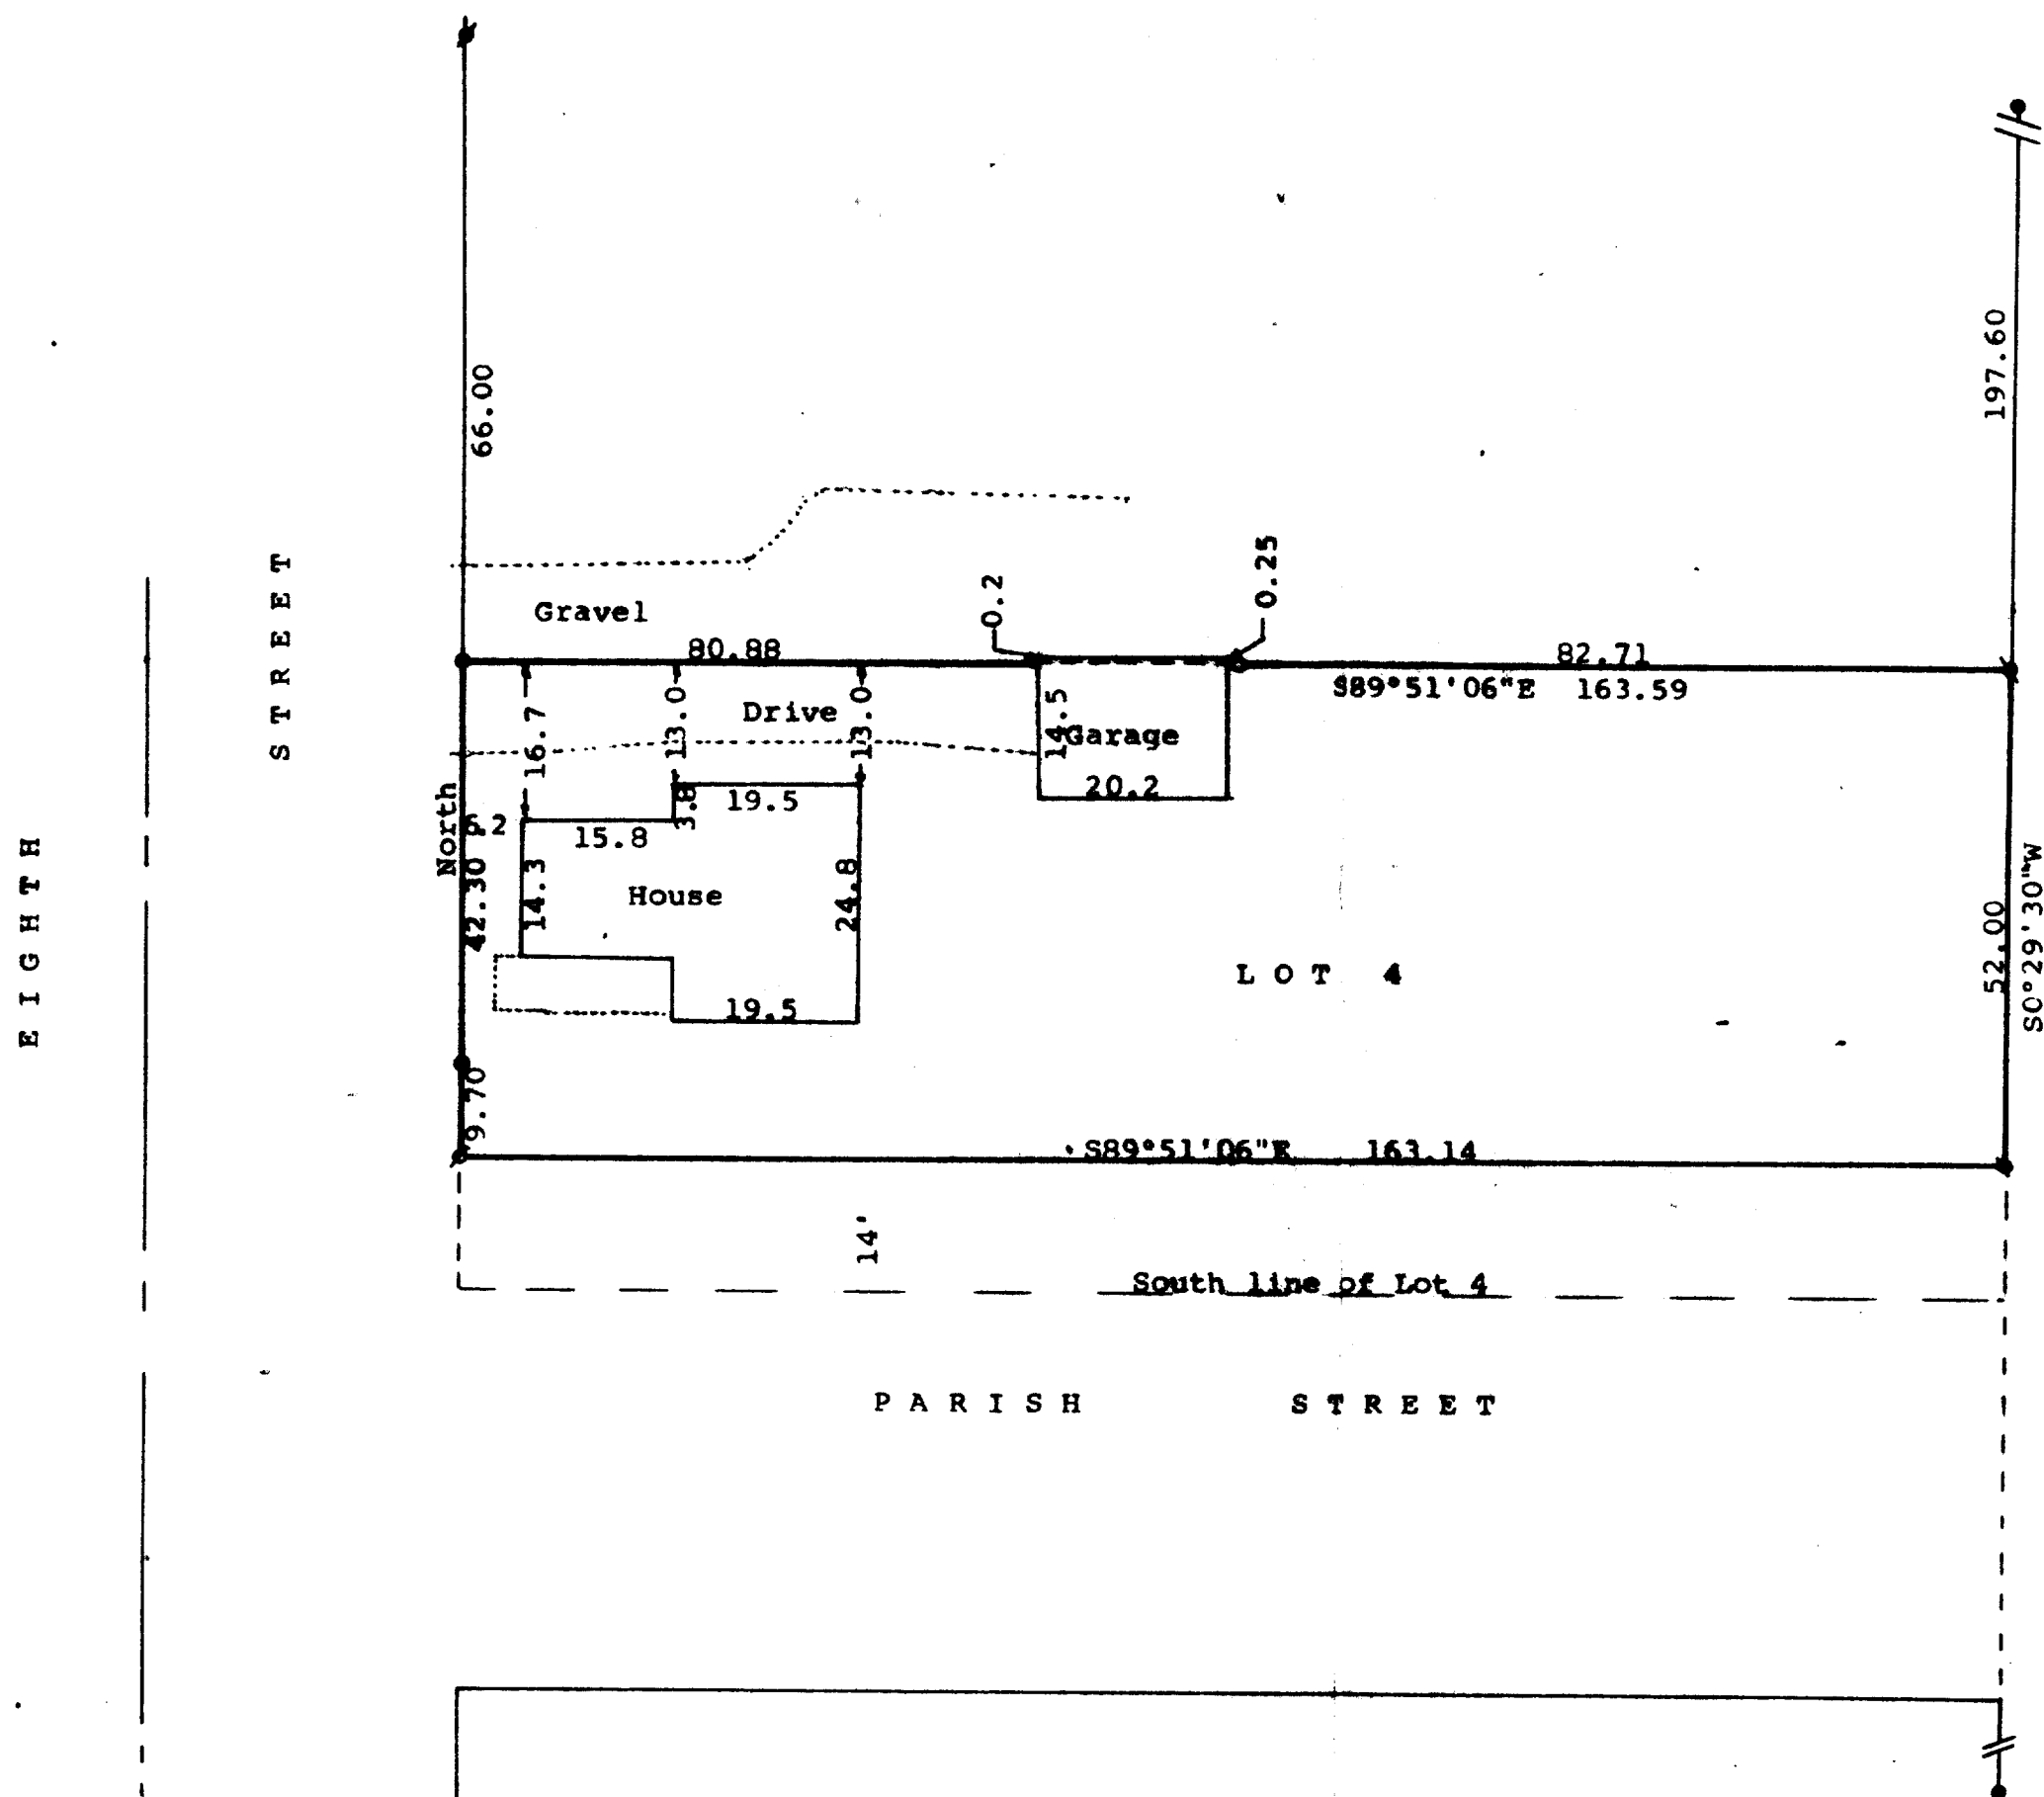 66.00
197.60
EIGHTH STREET
Gravel
0.2
0.25
80.88
82.71
S89°51'06"E 163.59
16.7
13.0
Drive
13.0
14.5
Garage
20.2
North
3.8
19.5
15.8
42.30
14.3
House
24.8
LOT 4
52.00
S0°29'30"W
19.5
9.70
S89°51'06"E 163.14
14'
South line of Lot 4
PARISH STREET